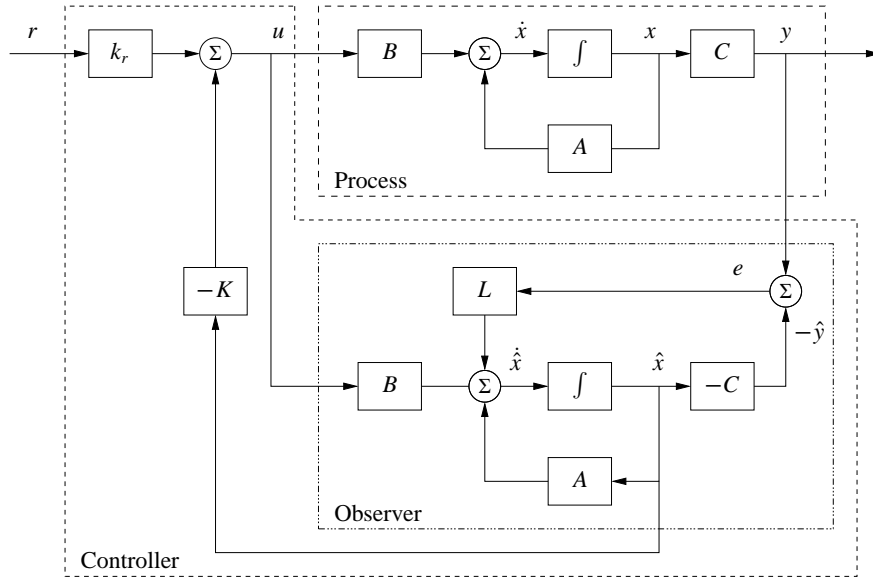 r
k_r
Σ
u
B
Σ
ẋ
∫
x
C
y
A
Process
−K
L
e
Σ
−ŷ
B
Σ
x̂̇
∫
x̂
−C
A
Observer
Controller